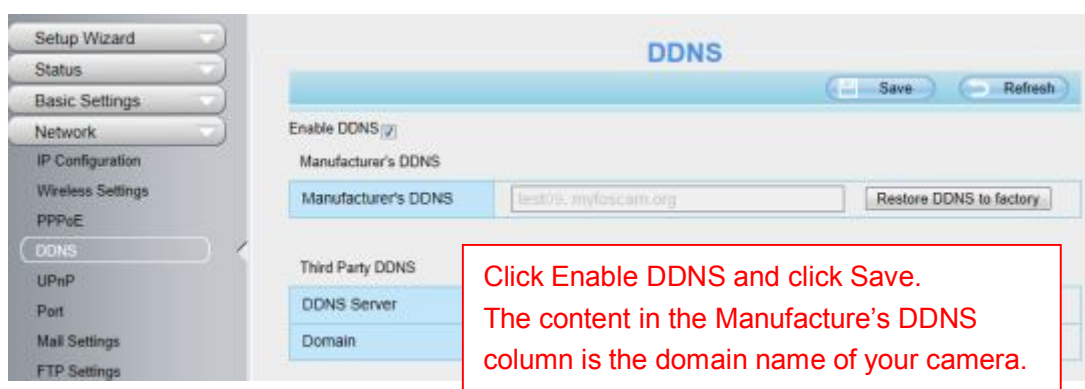 Setup Wizard
Status
Basic Settings
Network
IP Configuration
Wireless Settings
PPPoE
DDNS
UPnP
Port
Mail Settings
FTP Settings
DDNS
Save Refresh
Enable DDNS
Manufacturer's DDNS
Manufacturer's DDNS test09. myfoscam.org Restore DDNS to factory
Third Party DDNS
DDNS Server
Domain
Click Enable DDNS and click Save.
The content in the Manufacture’s DDNS
column is the domain name of your camera.